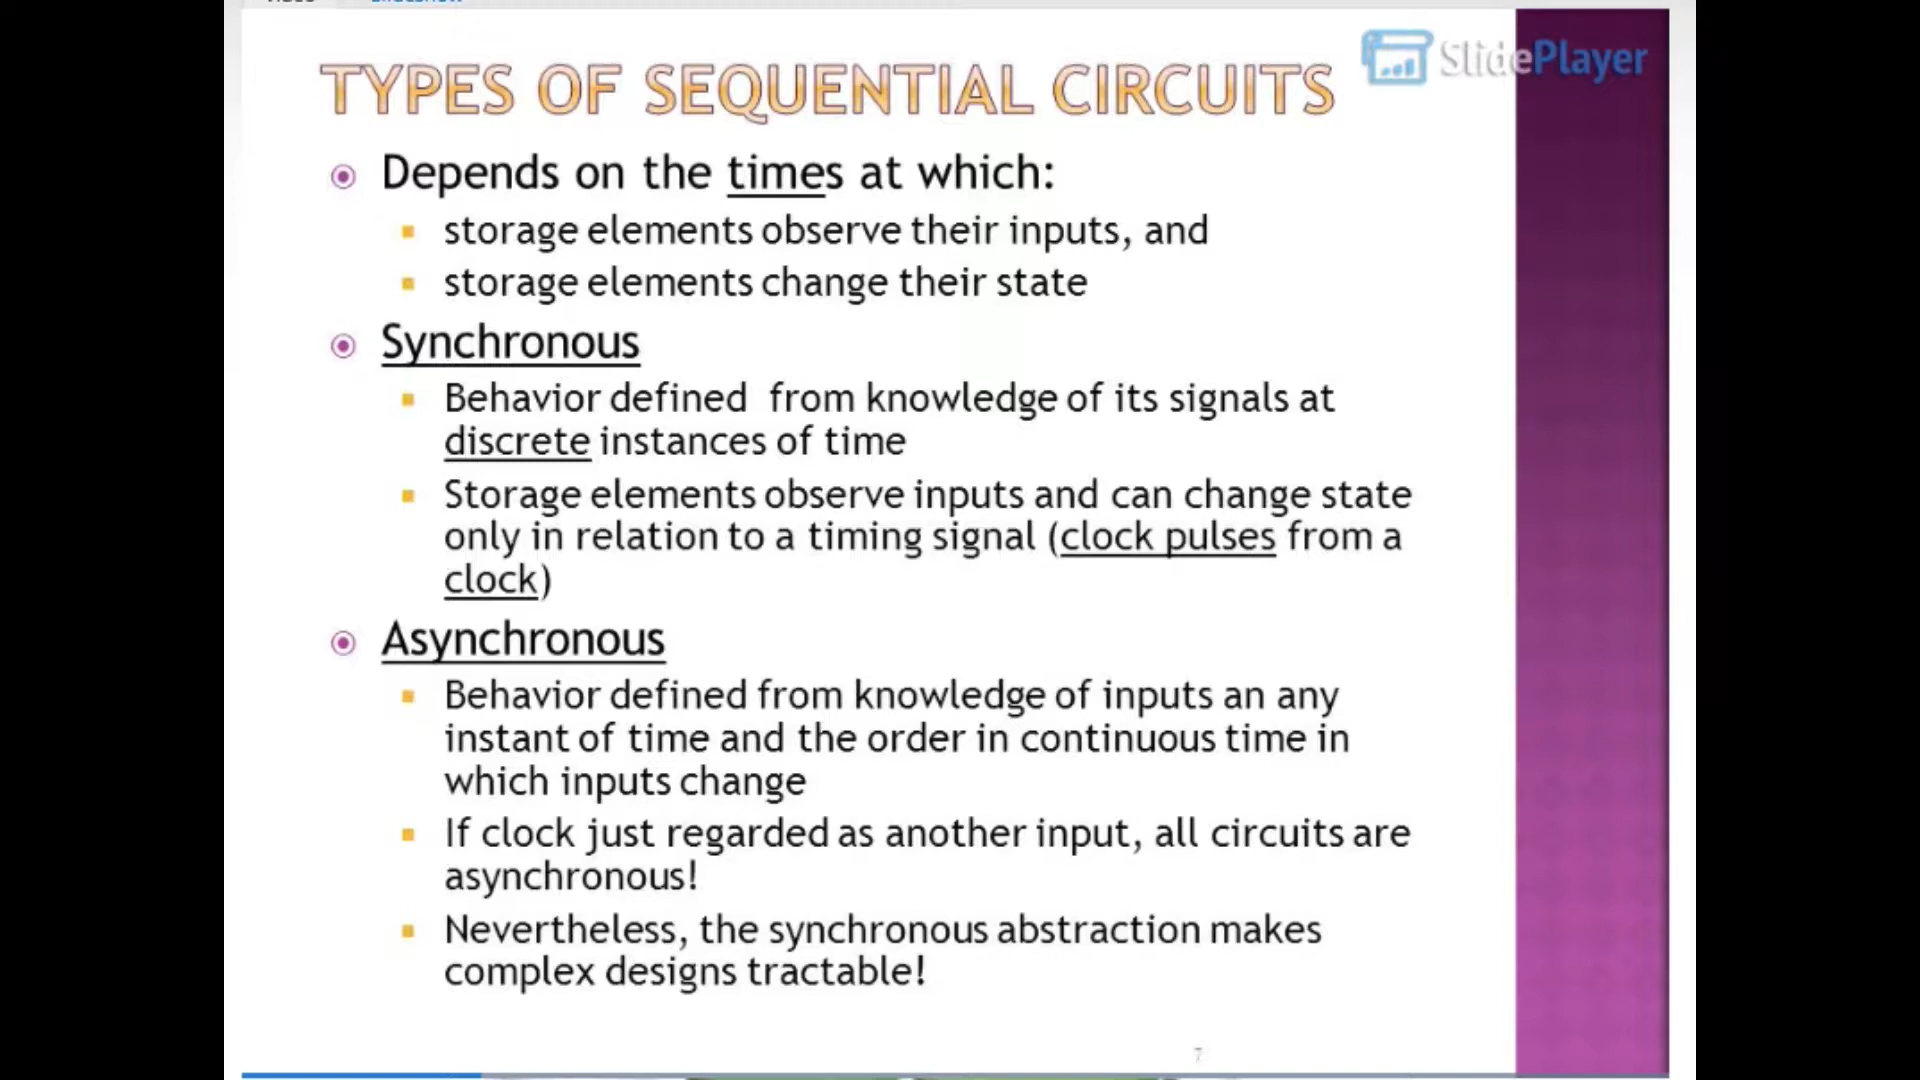 TYPES OF SEQUENTIAL CIRCUITS
SlidePlayer
Depends on the times at which:
storage elements observe their inputs, and
storage elements change their state
Synchronous
Behavior defined from knowledge of its signals at
discrete instances of time
Storage elements observe inputs and can change state
only in relation to a timing signal (clock pulses from a
clock)
Asynchronous
Behavior defined from knowledge of inputs an any
instant of time and the order in continuous time in
which inputs change
If clock just regarded as another input, all circuits are
asynchronous!
Nevertheless, the synchronous abstraction makes
complex designs tractable!
7